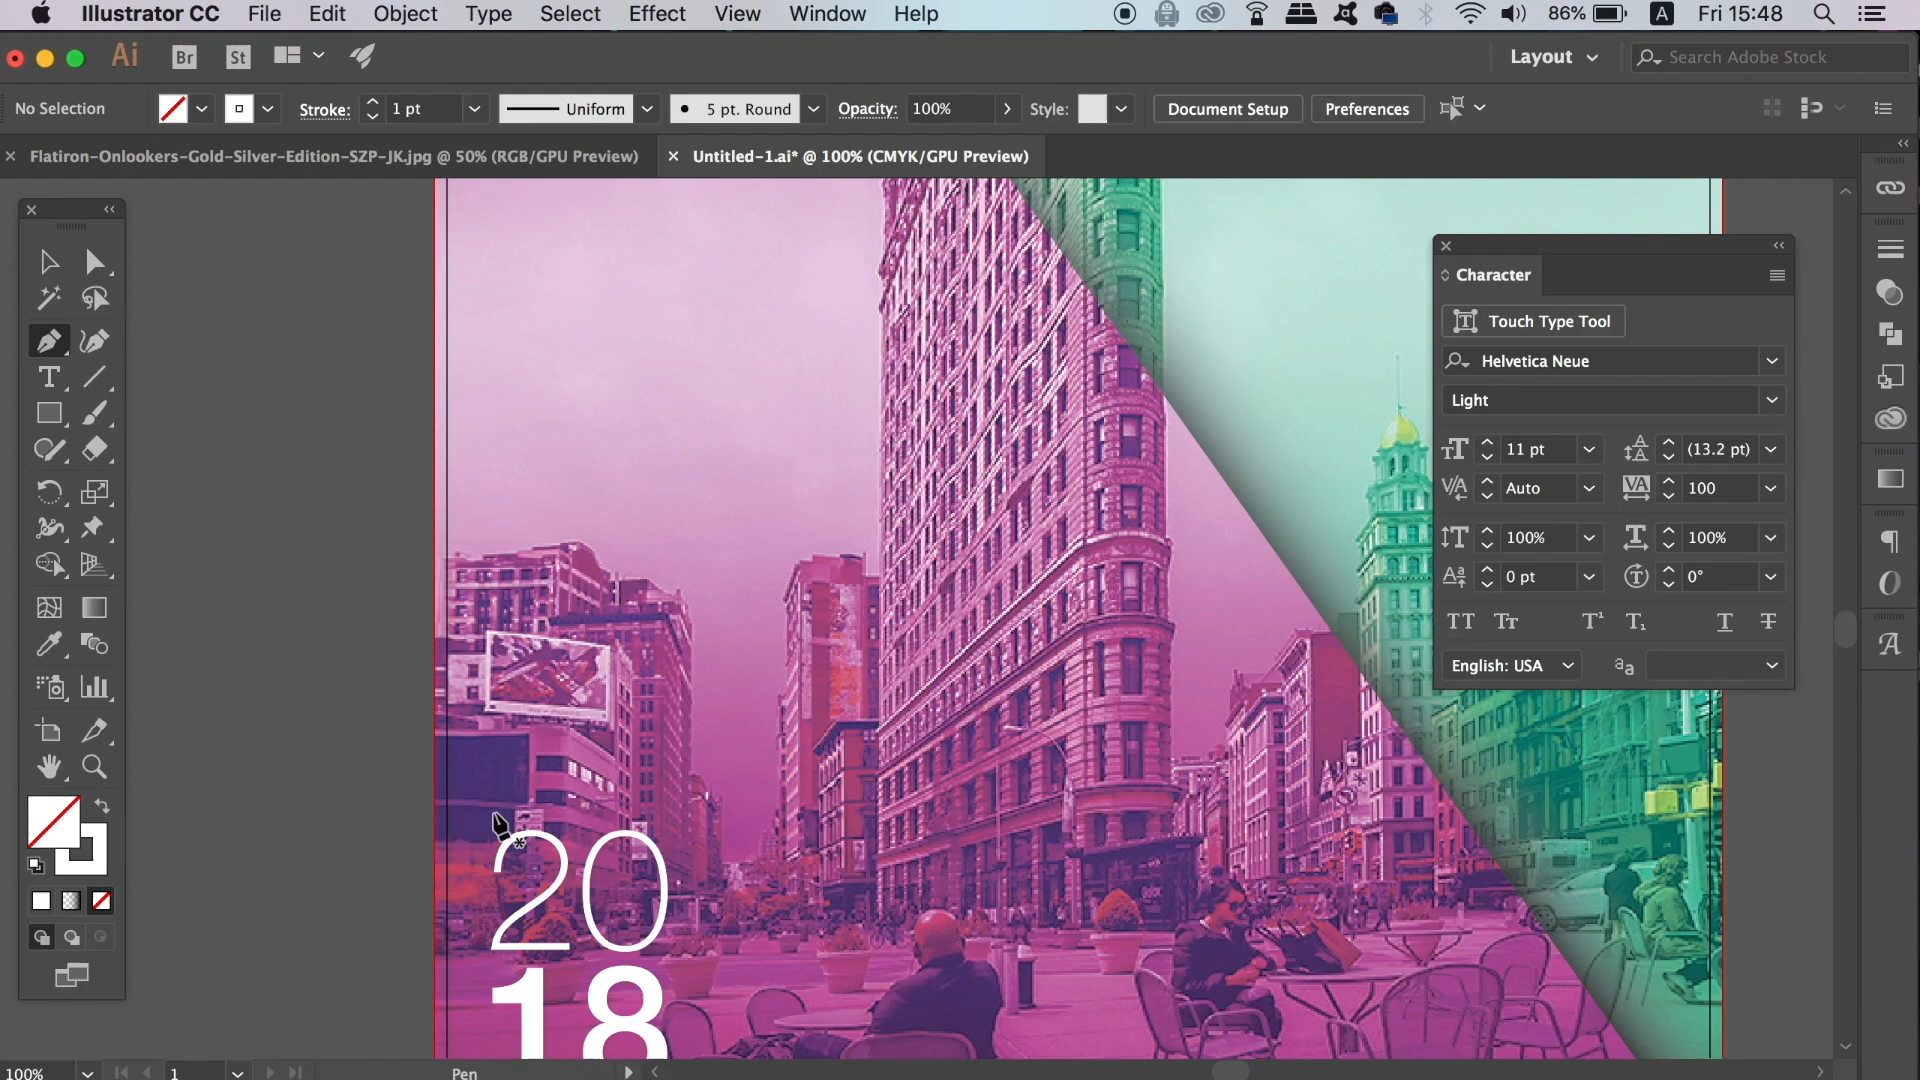 Illustrator CC File Edit Object Type Select Effect View Window Help 86% A Fri 15:48
Ai Br St Layout Search Adobe Stock
No Selection Stroke: 1 pt Uniform 5 pt. Round Opacity: 100% Style: Document Setup Preferences
Flatiron-Onlookers-Gold-Silver-Edition-SZP-JK.jpg @ 50% (RGB/GPU Preview) Untitled-1.ai* @ 100% (CMYK/GPU Preview)
Character
Touch Type Tool
Helvetica Neue
Light
11 pt (13.2 pt)
Auto 100
100% 100%
0 pt 0°
English: USA
20
18
100% 1 Pen